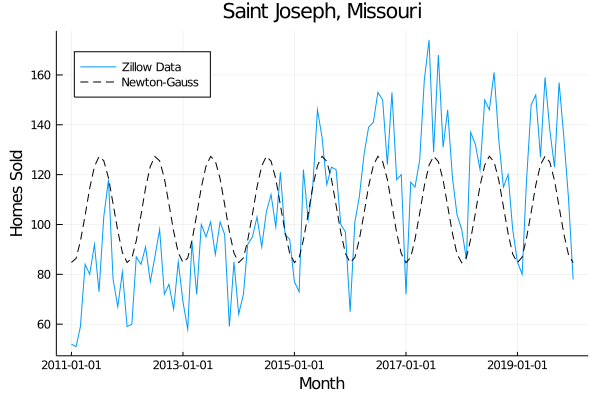 Saint Joseph, Missouri
Zillow Data
Newton-Gauss
Homes Sold
160
140
120
100
80
60
2011-01-01 2013-01-01 2015-01-01 2017-01-01 2019-01-01
Month